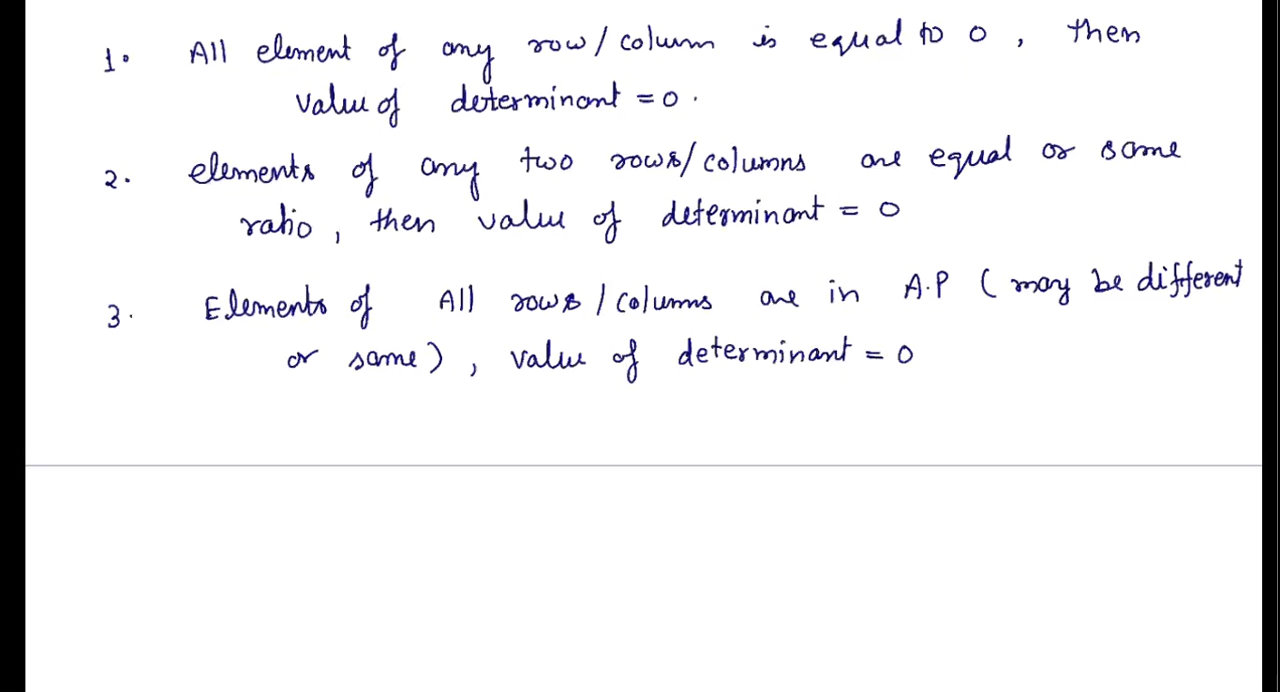 1. All element of any row/column is equal to 0, then
value of determinant = 0.
2. elements of any two rows/columns are equal or same
ratio, then value of determinant = 0
3. Elements of All rows/columns are in A.P (may be different
or same), value of determinant = 0